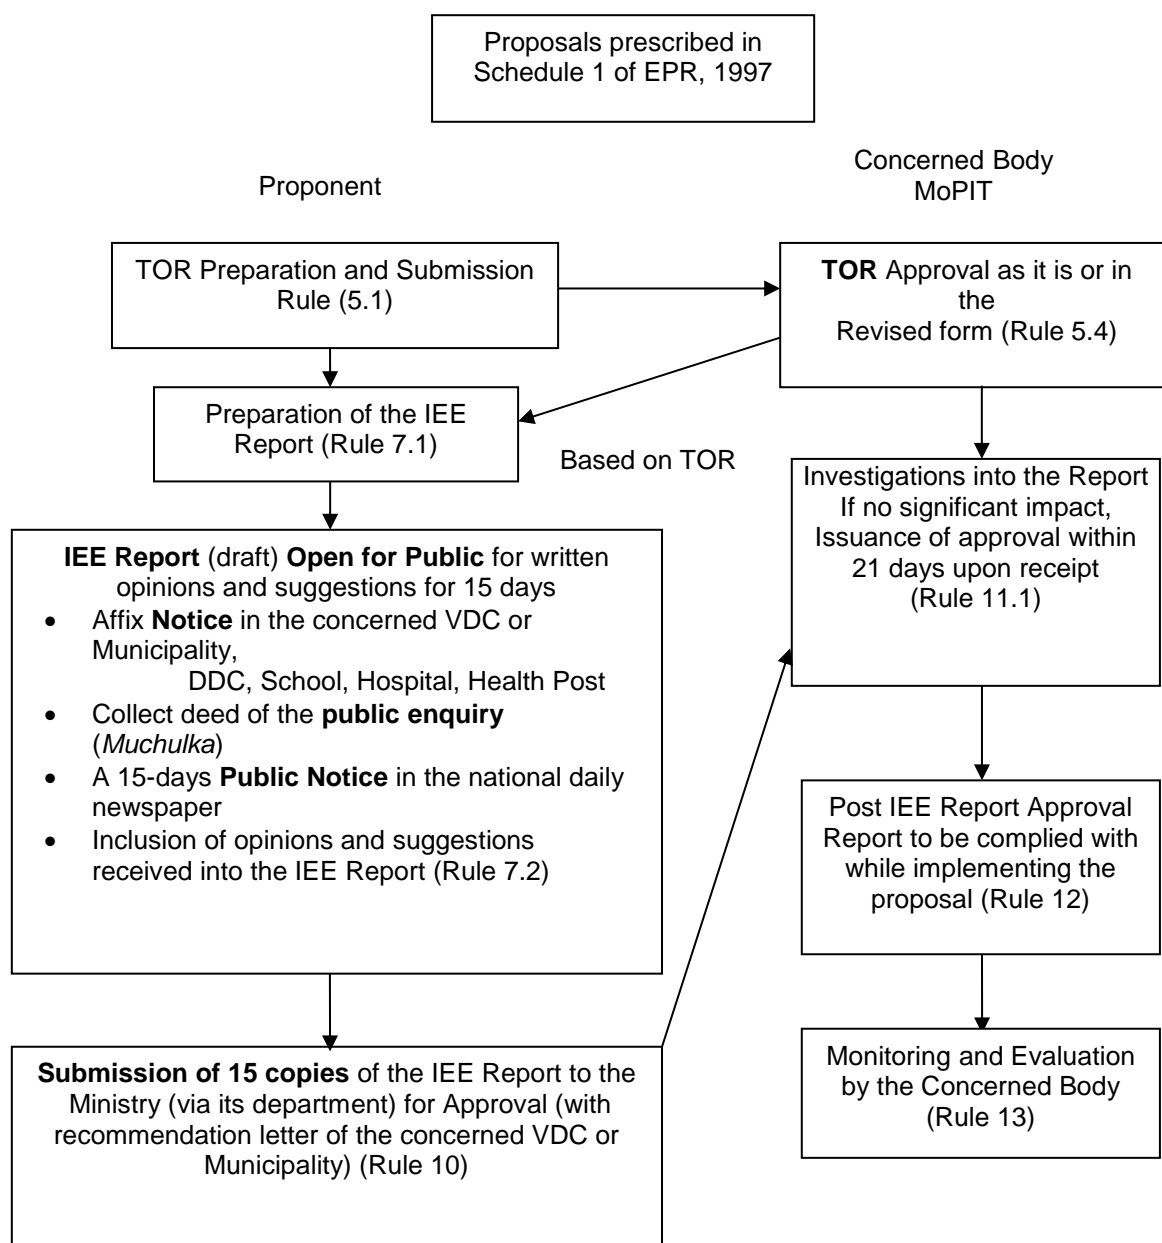 Proposals prescribed in
Schedule 1 of EPR, 1997
Proponent
Concerned Body
MoPIT
TOR Preparation and Submission
Rule (5.1)
TOR Approval as it is or in
the
Revised form (Rule 5.4)
Preparation of the IEE
Report (Rule 7.1)
Based on TOR
Investigations into the Report
If no significant impact,
Issuance of approval within
21 days upon receipt
(Rule 11.1)
IEE Report (draft) Open for Public for written
opinions and suggestions for 15 days
• Affix Notice in the concerned VDC or
Municipality,
DDC, School, Hospital, Health Post
• Collect deed of the public enquiry
(Muchulka)
• A 15-days Public Notice in the national daily
newspaper
• Inclusion of opinions and suggestions
received into the IEE Report (Rule 7.2)
Post IEE Report Approval
Report to be complied with
while implementing the
proposal (Rule 12)
Submission of 15 copies of the IEE Report to the
Ministry (via its department) for Approval (with
recommendation letter of the concerned VDC or
Municipality) (Rule 10)
Monitoring and Evaluation
by the Concerned Body
(Rule 13)